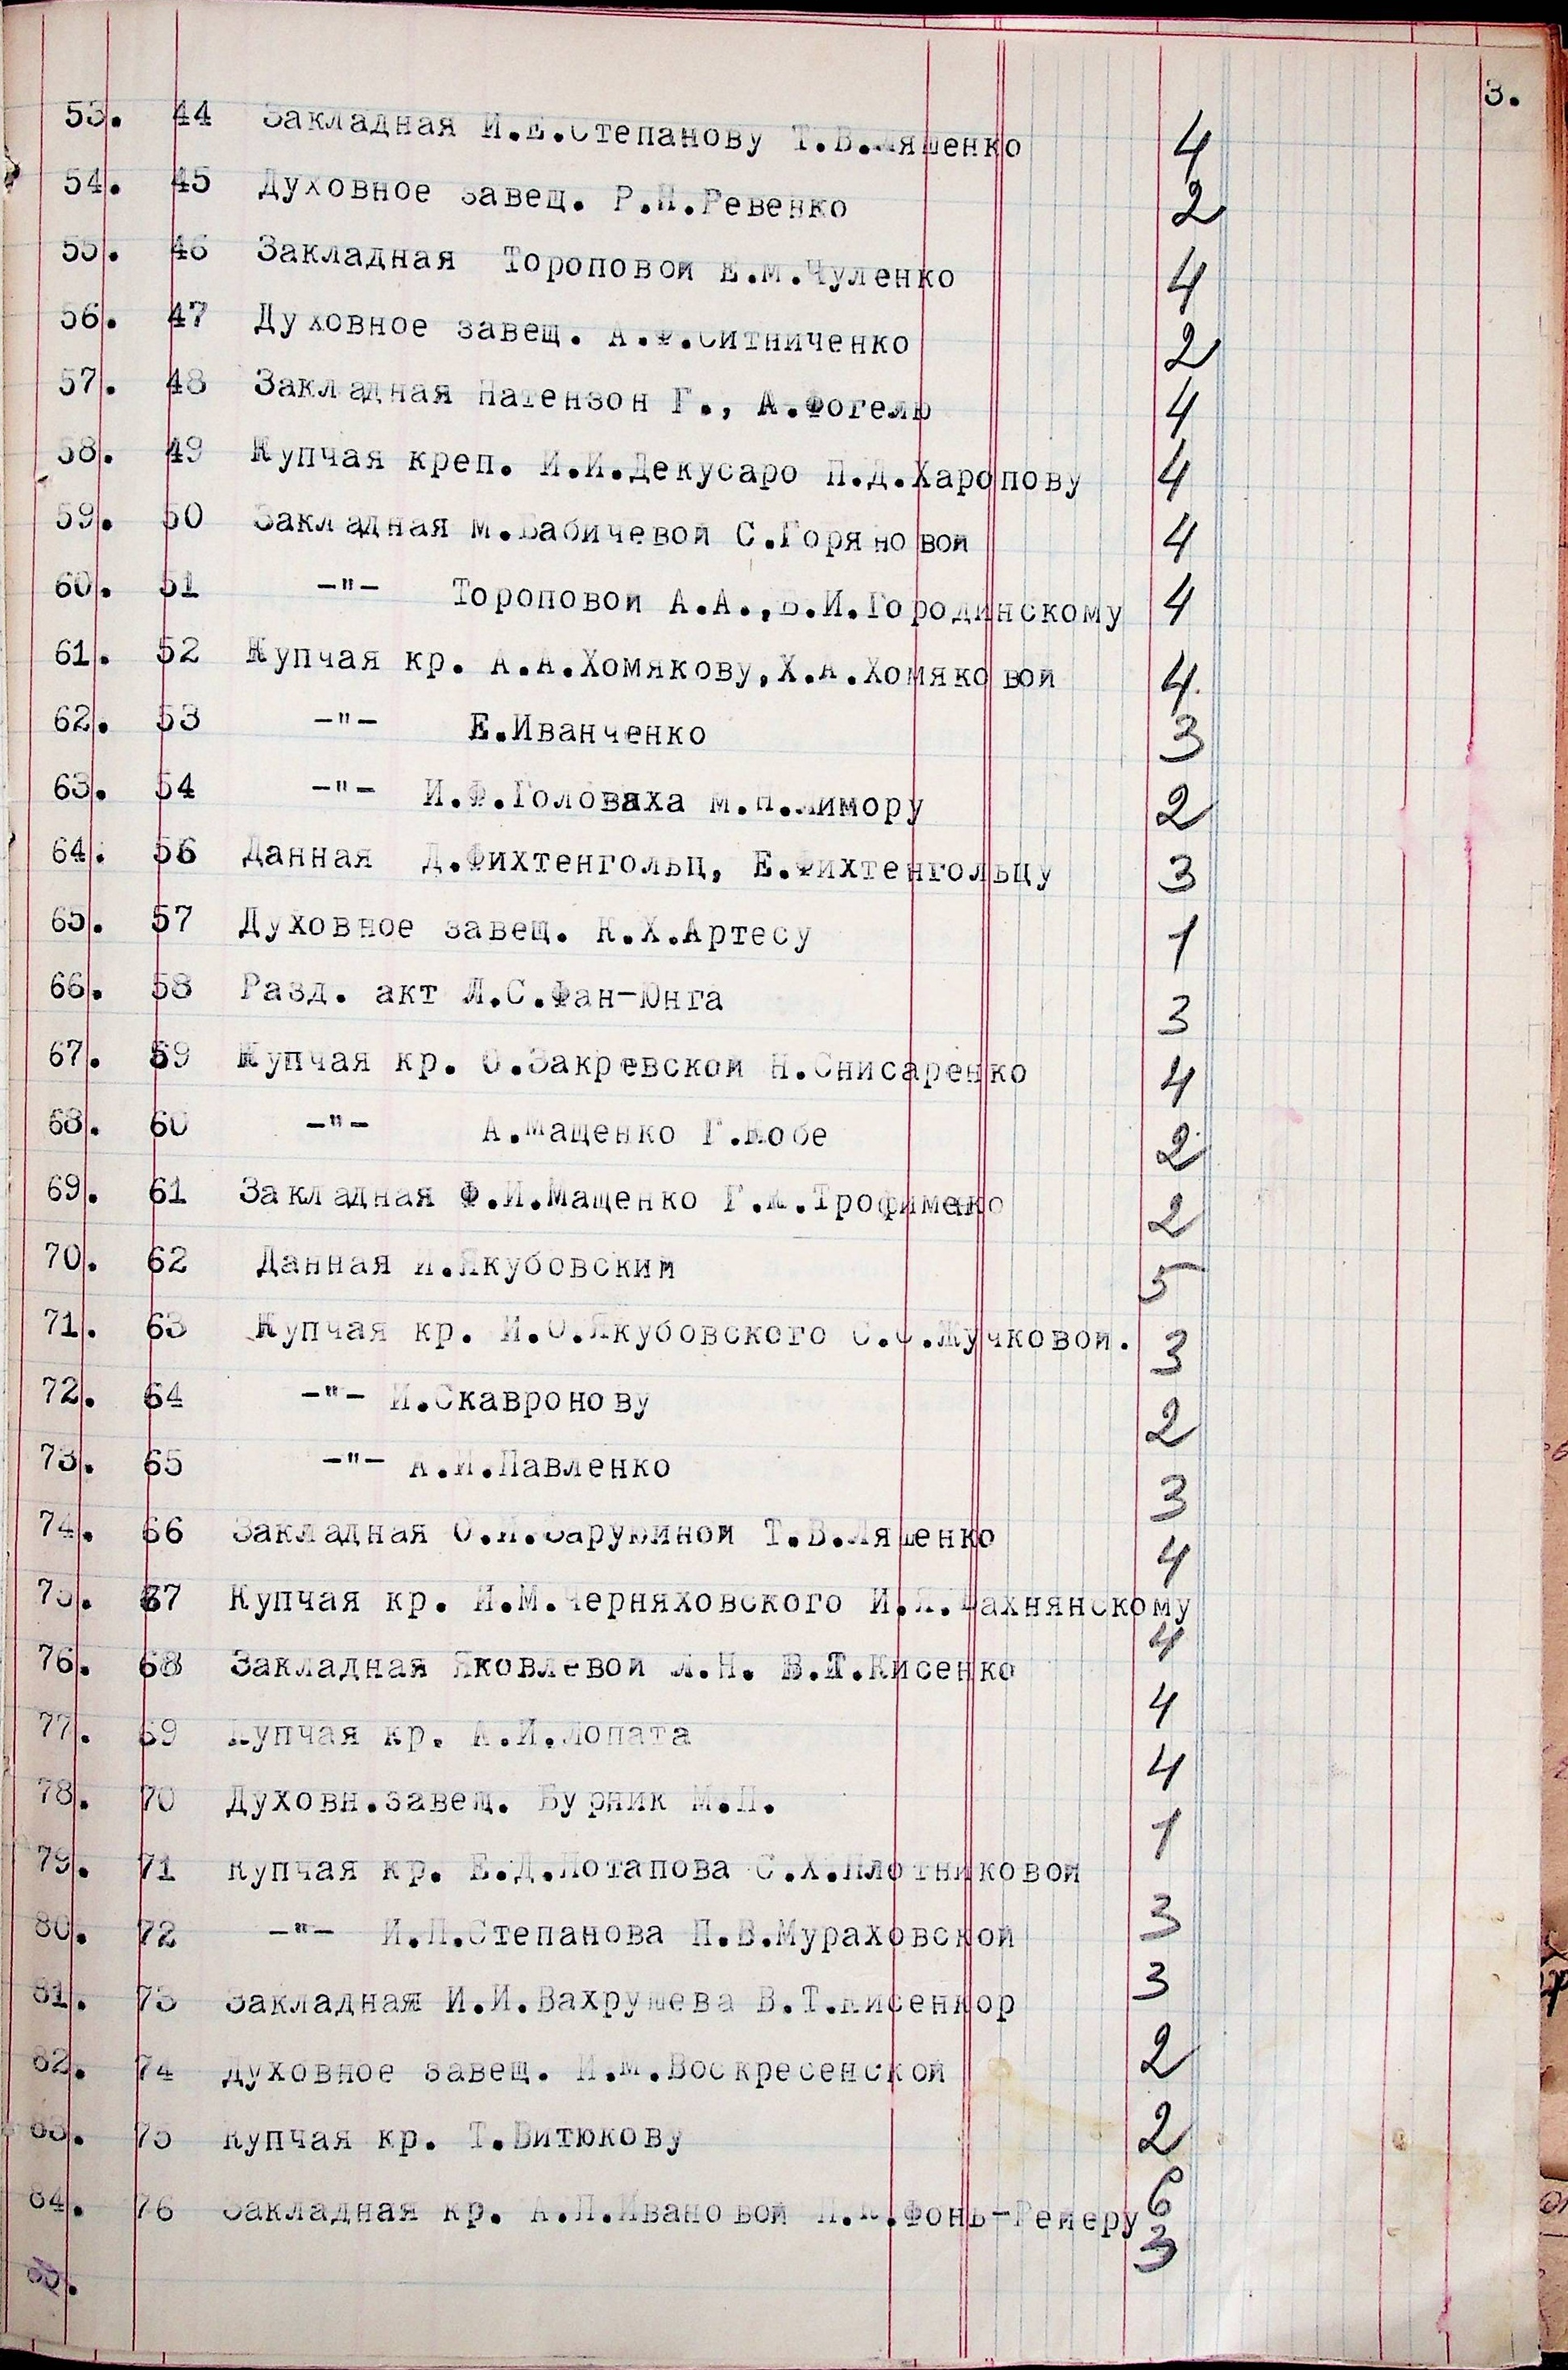 3.
53. 44 Закладная И.Е.Степанову Т.В.Ляшенко 4
54. 45 Духовное завещ. Р.Н.Ревенко 2
55. 46 Закладная Тороповой Е.М.Чуленко 4
56. 47 Духовное завещ. А.Ф.Ситниченко 2
57. 48 Закладная Натензон Г., А.Фогелю 4
58. 49 Купчая креп. И.И.Декусаро П.Д.Харопову 4
59. 50 Закладная М.Бабичевой С.Горяновой 4
60. 51 -"- Тороповой А.А.,В.И.Городинскому 4
61. 52 Купчая кр. А.А.Хомякову,Х.А.Хомяковой 4.
62. 53 -"- Е.Иванченко 3
63. 54 -"- И.Ф.Головаха М.П.Лимору 2
64. 56 Данная Д.Фихтенгольц, Е.Фихтенгольцу 3
65. 57 Духовное завещ. К.Х.Артесу 1
66. 58 Разд. акт Л.С.Фан-Юнга 3
67. 59 Купчая кр. О.Закревской Н.Снисаренко 4
68. 60 -"- А.Мащенко Г.Кобе 2
69. 61 Закладная Ф.И.Мащенко Г.М.Трофименко 2
70. 62 Данная И.Якубовский 5
71. 63 Купчая кр. И.О.Якубовского С.С.Жучковой. 3
72. 64 -"- И.Скавронову 2
73. 65 -"- А.И.Павленко 3
74. 66 Закладная Т.В.Ляшенко 4
75. 67 Купчая кр. И.М.Черняховского И.Я.Вахнянскому 4
76. 68 Закладная Яковлевой Л.Н. В.Т.Кисенко 4
77. 69 Купчая кр. А.И.Лопата 4
78. 70 Духовн.завещ. Бурник М.П. 1
79. 71 Купчая кр. Е.Д.Потапова С.Х.Плотниковой 3
80. 72 -"- И.П.Степанова П.В.Мураховской 3
81. 73 Закладная И.И.Вахрушева В.Т.Кисенкор 2
82. 74 Духовное завещ. И.М.Воскресенской 2
83. 75 Купчая кр. Т.Витюкову 6
84. 76 Закладная кр. А.П.Ивановой П.К.Фонь-Рейеру 3